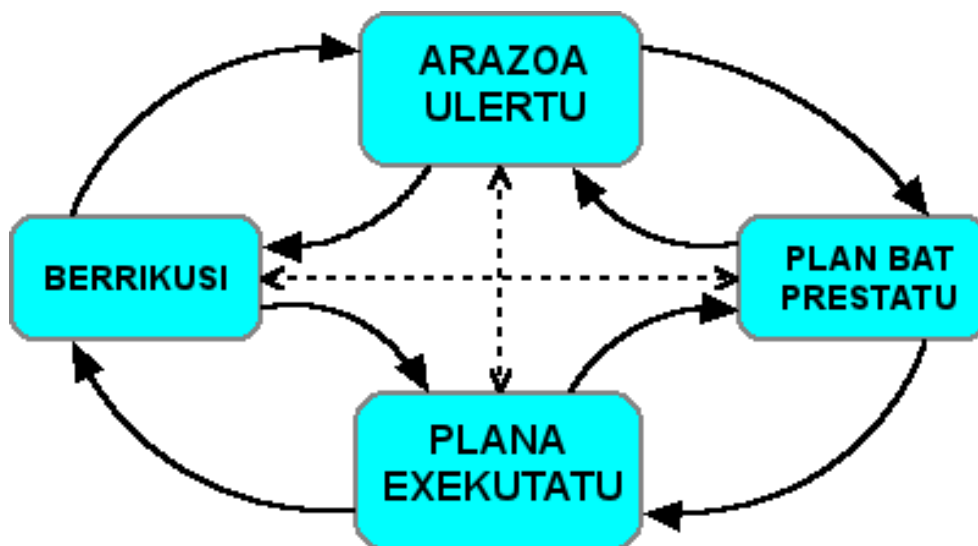 ARAZOA
ULERTU
BERRIKUSI
PLAN BAT
PRESTATU
PLANA
EXEKUTATU